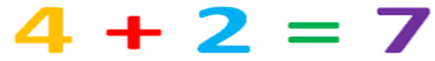 4 + 2 = 7